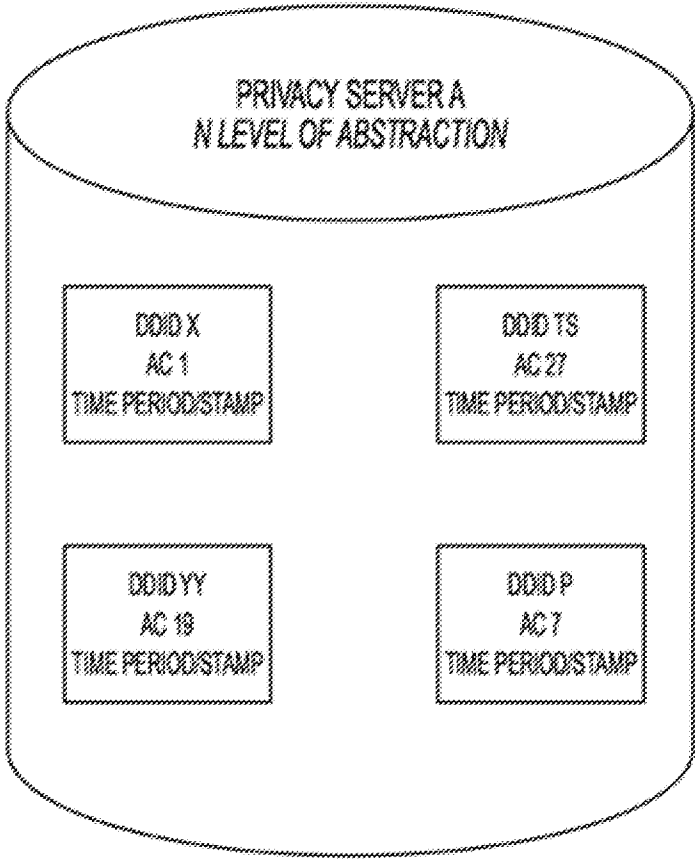 PRIVACY SERVER A
N LEVEL OF ABSTRACTION
DDID X
AC 1
TIME PERIOD/STAMP
DDID TS
AC 27
TIME PERIOD/STAMP
DDID YY
AC 19
TIME PERIOD/STAMP
DDID P
AC 7
TIME PERIOD/STAMP